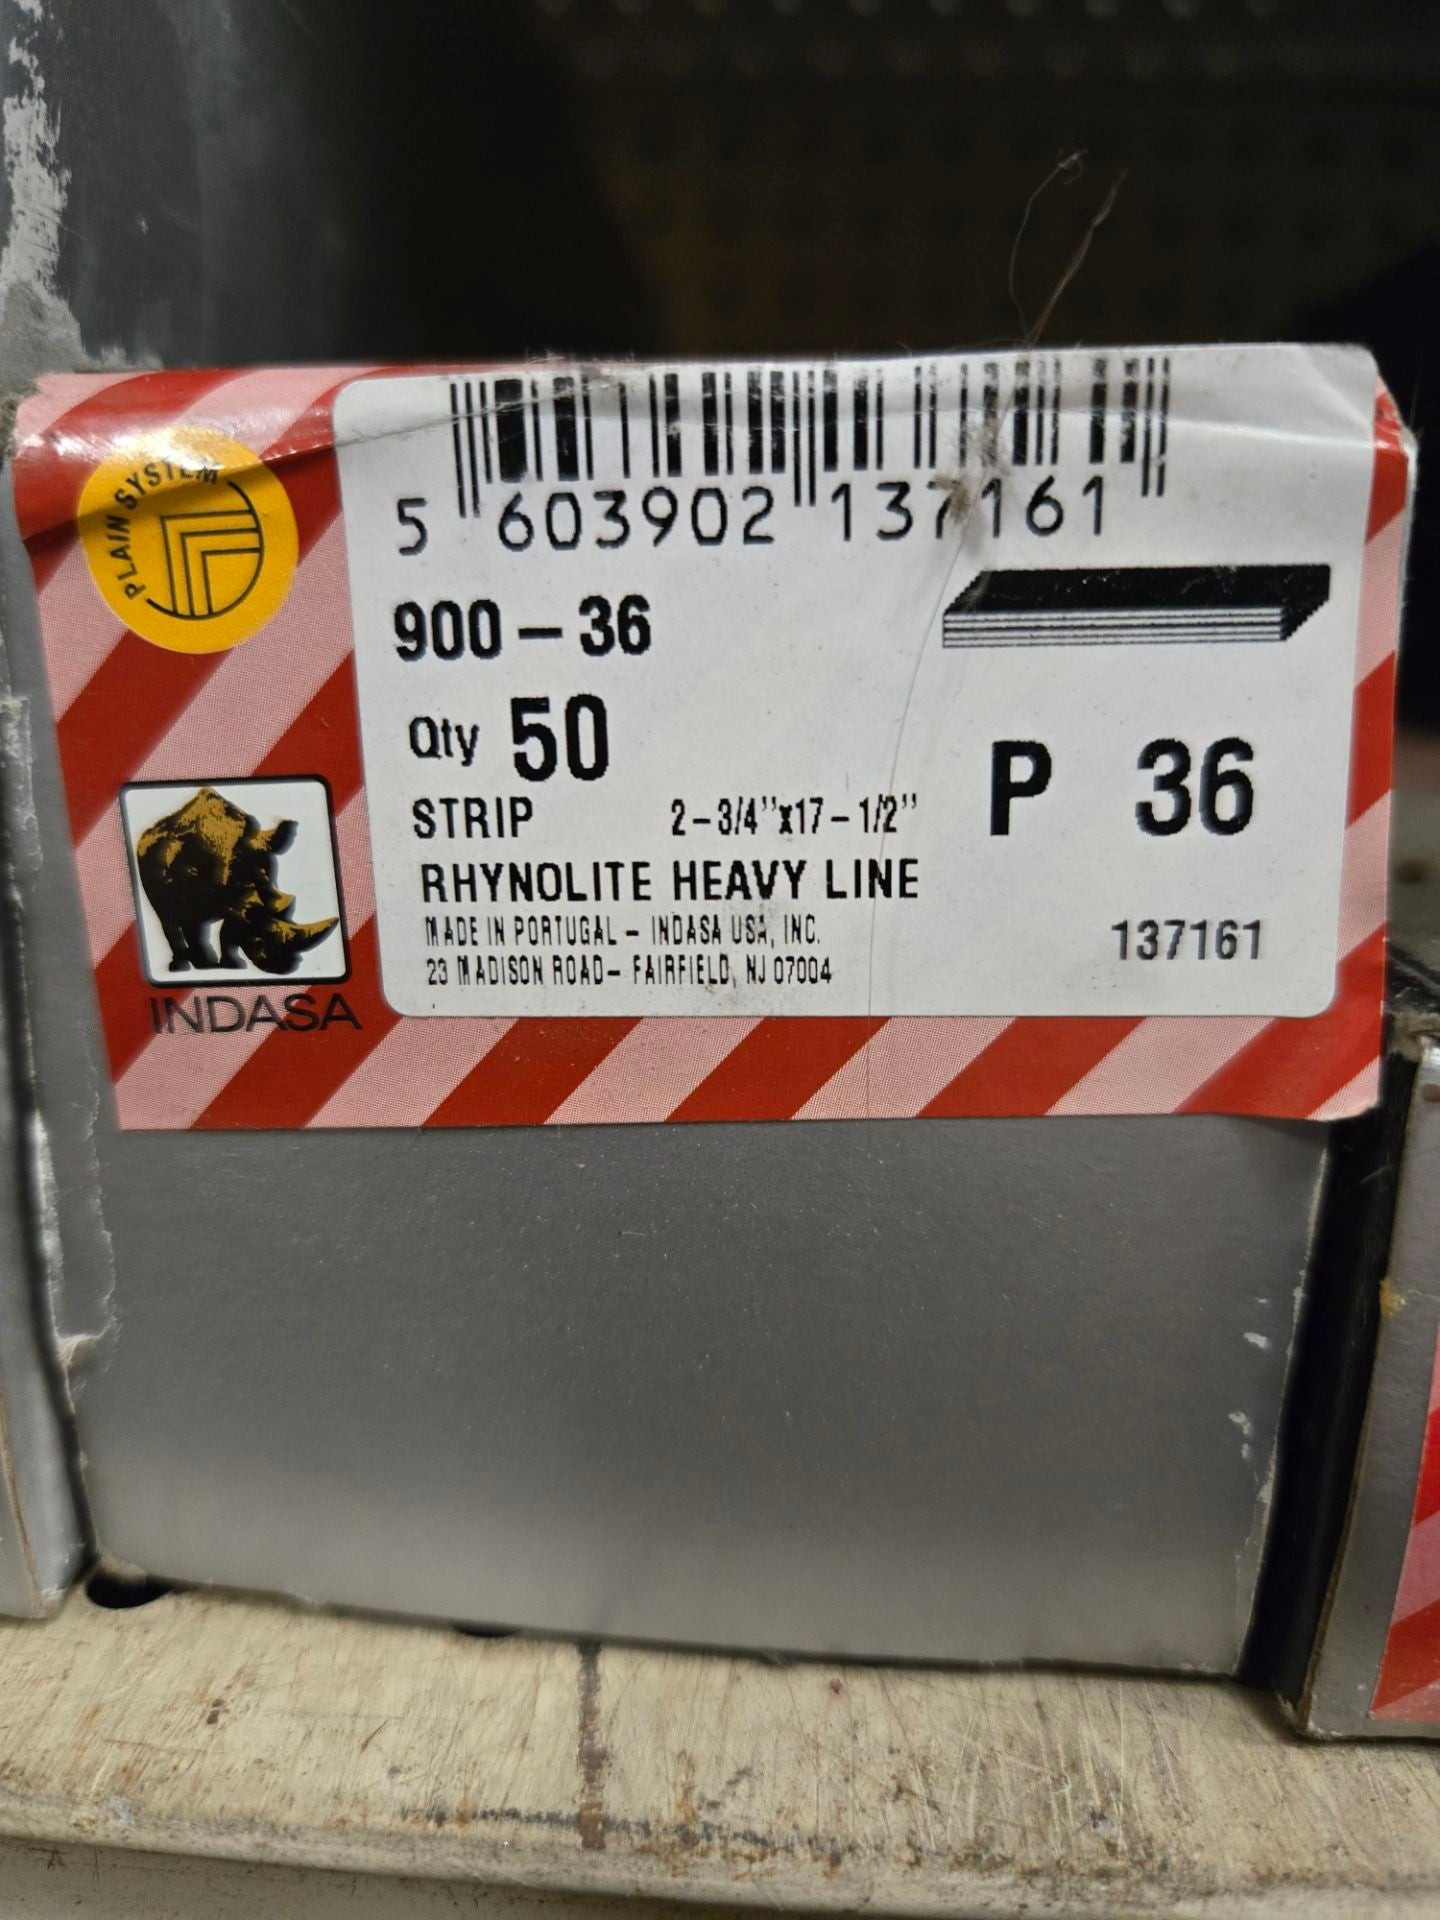 PLAIN SYSTEM
5 603902 137161
900-36
Qty 50
STRIP 2-3/4"x17-1/2" P 36
RHYNOLITE HEAVY LINE
MADE IN PORTUGAL - INDASA USA, INC.
23 MADISON ROAD- FAIRFIELD, NJ 07004
137161
INDASA